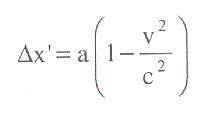 Δx' = a (1 − v²/c²)